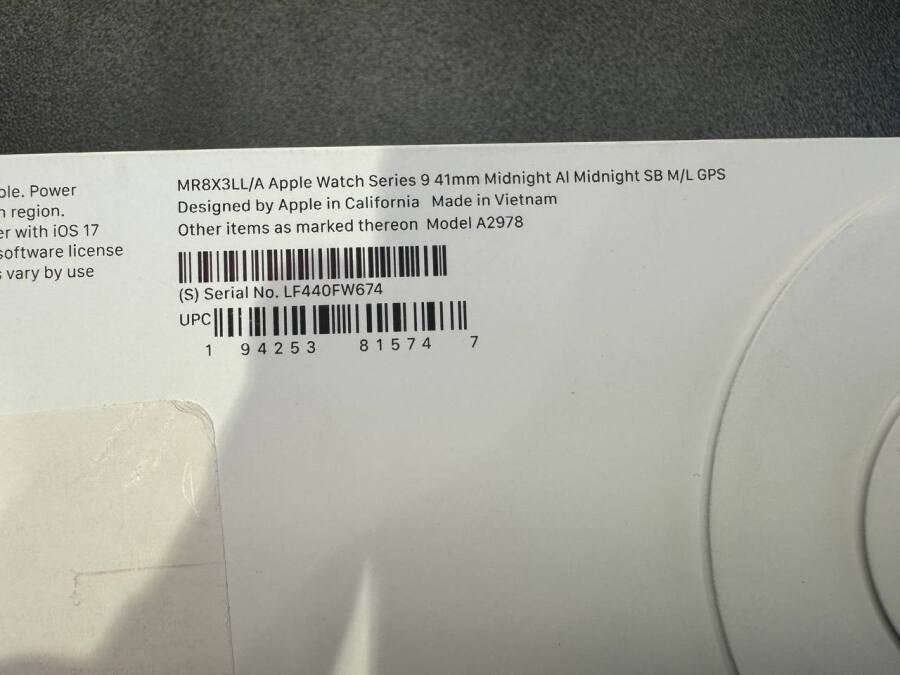 ple. Power
n region.
er with iOS 17
software license
s vary by use
MR8X3LL/A Apple Watch Series 9 41mm Midnight Al Midnight SB M/L GPS
Designed by Apple in California Made in Vietnam
Other items as marked thereon Model A2978
(S) Serial No. LF440FW674
UPC
1 94253 81574 7